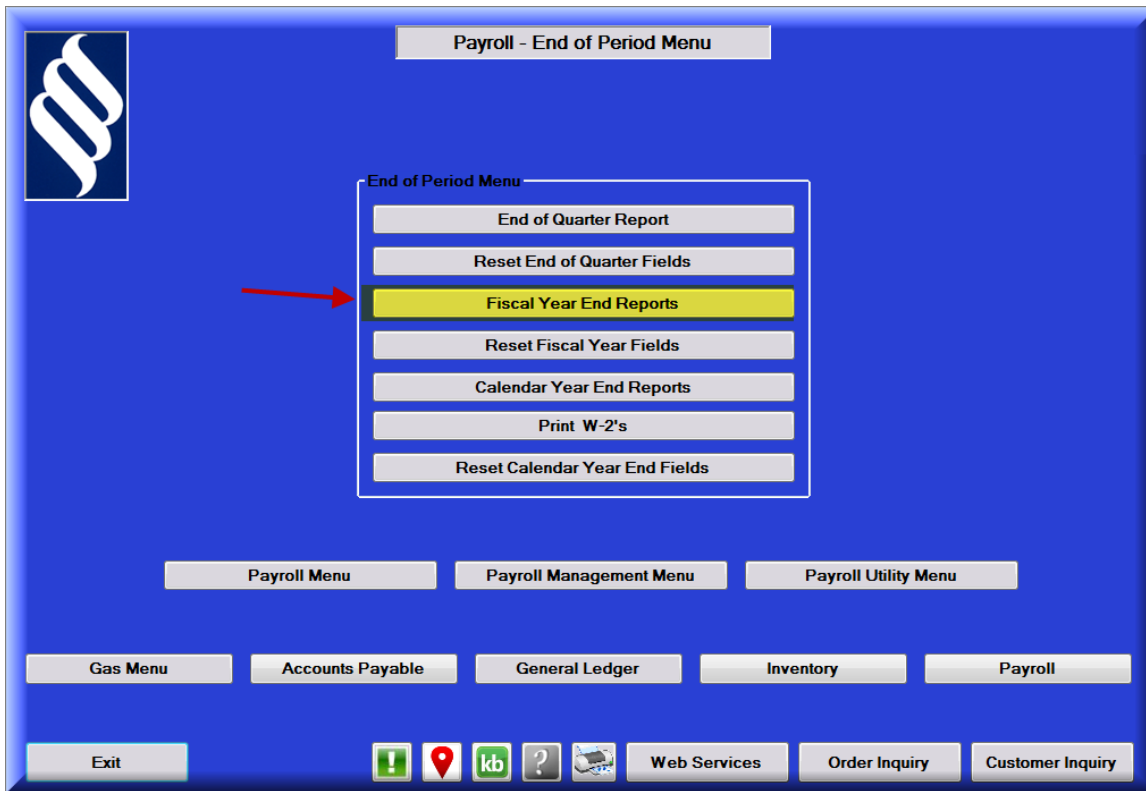 Payroll - End of Period Menu
End of Period Menu
End of Quarter Report
Reset End of Quarter Fields
Fiscal Year End Reports
Reset Fiscal Year Fields
Calendar Year End Reports
Print W-2's
Reset Calendar Year End Fields
Payroll Menu Payroll Management Menu Payroll Utility Menu
Gas Menu Accounts Payable General Ledger Inventory Payroll
Exit ! kb ? Web Services Order Inquiry Customer Inquiry